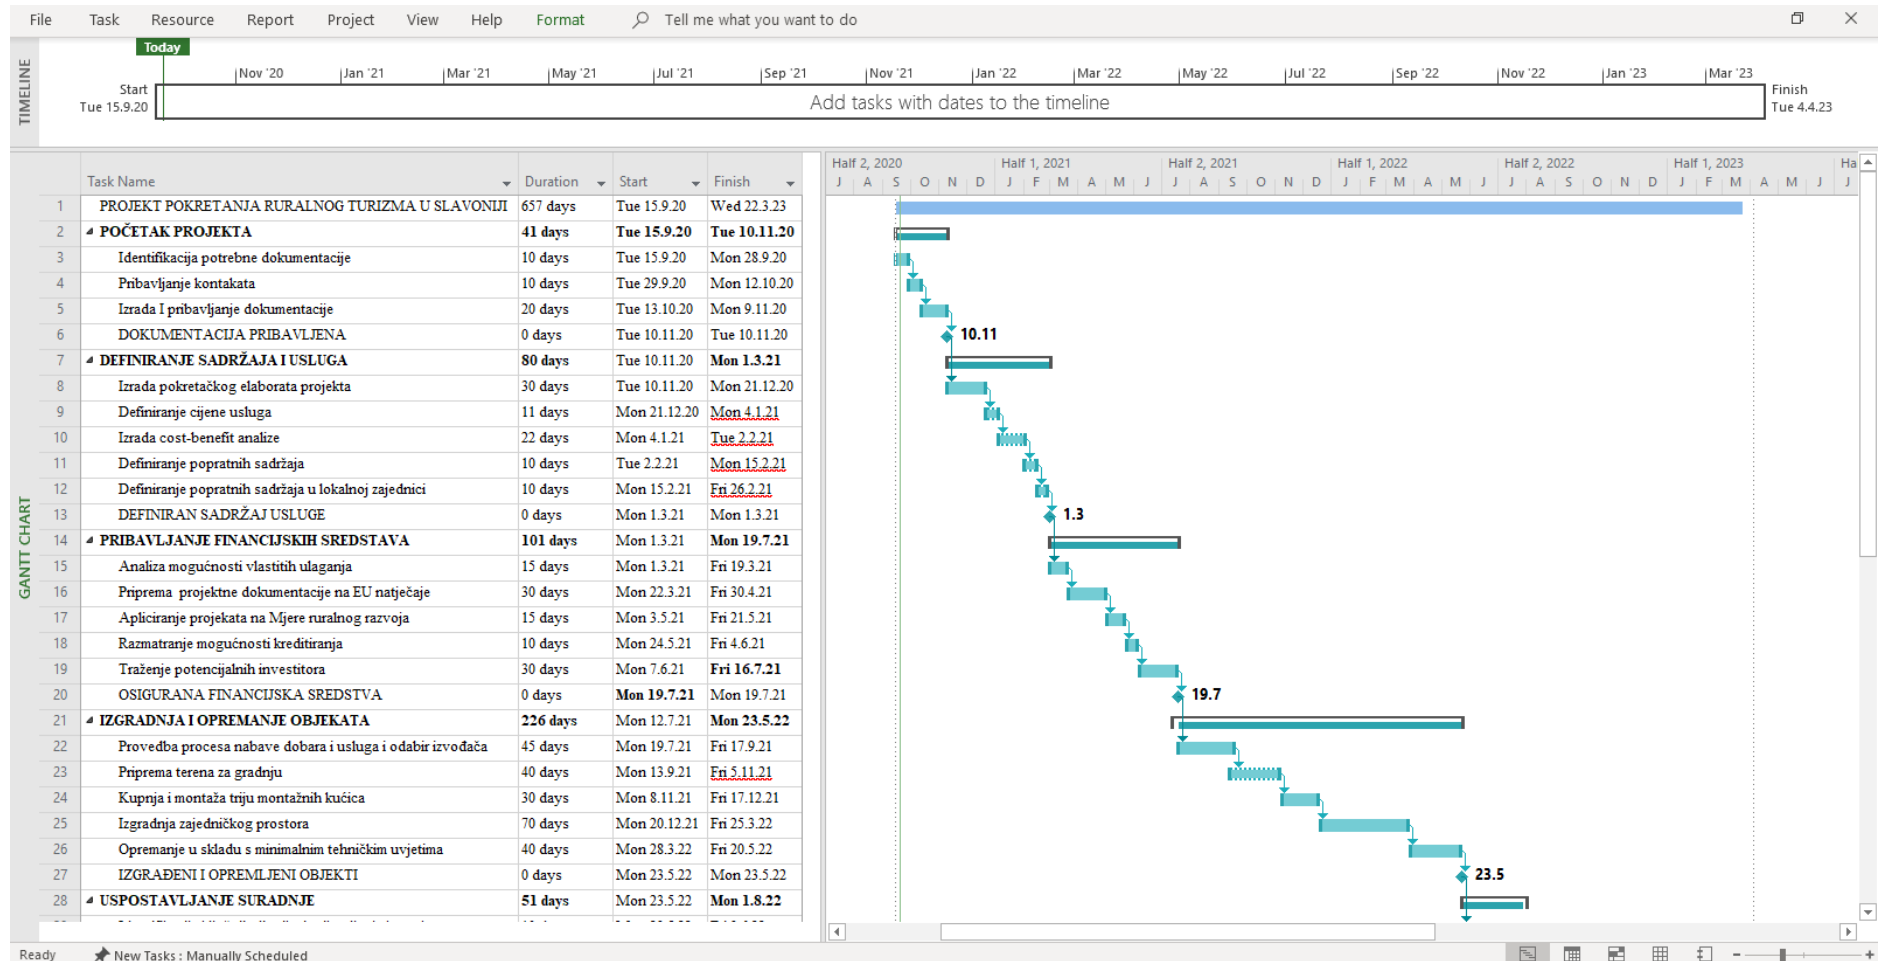 File Task Resource Report Project View Help Format Tell me what you want to do
Today
Nov '20 Jan '21 Mar '21 May '21 Jul '21 Sep '21 Nov '21 Jan '22 Mar '22 May '22 Jul '22 Sep '22 Nov '22 Jan '23 Mar '23
TIMELINE
Start
Tue 15.9.20
Add tasks with dates to the timeline
Finish
Tue 4.4.23
Half 2, 2020 Half 1, 2021 Half 2, 2021 Half 1, 2022 Half 2, 2022 Half 1, 2023 Ha
Task Name Duration Start Finish J A S O N D J F M A M J J A S O N D J F M A M J J A S O N D J F M A M J J
GANTT CHART
1 PROJEKT POKRETANJA RURALNOG TURIZMA U SLAVONIJI 657 days Tue 15.9.20 Wed 22.3.23
2 POČETAK PROJEKTA 41 days Tue 15.9.20 Tue 10.11.20
3 Identifikacija potrebne dokumentacije 10 days Tue 15.9.20 Mon 28.9.20
4 Pribavljanje kontakata 10 days Tue 29.9.20 Mon 12.10.20
5 Izrada I pribavljanje dokumentacije 20 days Tue 13.10.20 Mon 9.11.20
6 DOKUMENTACIJA PRIBAVLJENA 0 days Tue 10.11.20 Tue 10.11.20 10.11
7 DEFINIRANJE SADRŽAJA I USLUGA 80 days Tue 10.11.20 Mon 1.3.21
8 Izrada pokretačkog elaborata projekta 30 days Tue 10.11.20 Mon 21.12.20
9 Definiranje cijene usluga 11 days Mon 21.12.20 Mon 4.1.21
10 Izrada cost-benefit analize 22 days Mon 4.1.21 Tue 2.2.21
11 Definiranje popratnih sadržaja 10 days Tue 2.2.21 Mon 15.2.21
12 Definiranje popratnih sadržaja u lokalnoj zajednici 10 days Mon 15.2.21 Fri 26.2.21
13 DEFINIRAN SADRŽAJ USLUGE 0 days Mon 1.3.21 Mon 1.3.21 1.3
14 PRIBAVLJANJE FINANCIJSKIH SREDSTAVA 101 days Mon 1.3.21 Mon 19.7.21
15 Analiza mogućnosti vlastitih ulaganja 15 days Mon 1.3.21 Fri 19.3.21
16 Priprema projektne dokumentacije na EU natječaje 30 days Mon 22.3.21 Fri 30.4.21
17 Apliciranje projekata na Mjere ruralnog razvoja 15 days Mon 3.5.21 Fri 21.5.21
18 Razmatranje mogućnosti kreditiranja 10 days Mon 24.5.21 Fri 4.6.21
19 Traženje potencijalnih investitora 30 days Mon 7.6.21 Fri 16.7.21
20 OSIGURANA FINANCIJSKA SREDSTVA 0 days Mon 19.7.21 Mon 19.7.21 19.7
21 IZGRADNJA I OPREMANJE OBJEKATA 226 days Mon 12.7.21 Mon 23.5.22
22 Provedba procesa nabave dobara i usluga i odabir izvođača 45 days Mon 19.7.21 Fri 17.9.21
23 Priprema terena za gradnju 40 days Mon 13.9.21 Fri 5.11.21
24 Kupnja i montaža triju montažnih kućica 30 days Mon 8.11.21 Fri 17.12.21
25 Izgradnja zajedničkog prostora 70 days Mon 20.12.21 Fri 25.3.22
26 Opremanje u skladu s minimalnim tehničkim uvjetima 40 days Mon 28.3.22 Fri 20.5.22
27 IZGRAĐENI I OPREMLJENI OBJEKTI 0 days Mon 23.5.22 Mon 23.5.22 23.5
28 USPOSTAVLJANJE SURADNJE 51 days Mon 23.5.22 Mon 1.8.22
Ready New Tasks : Manually Scheduled